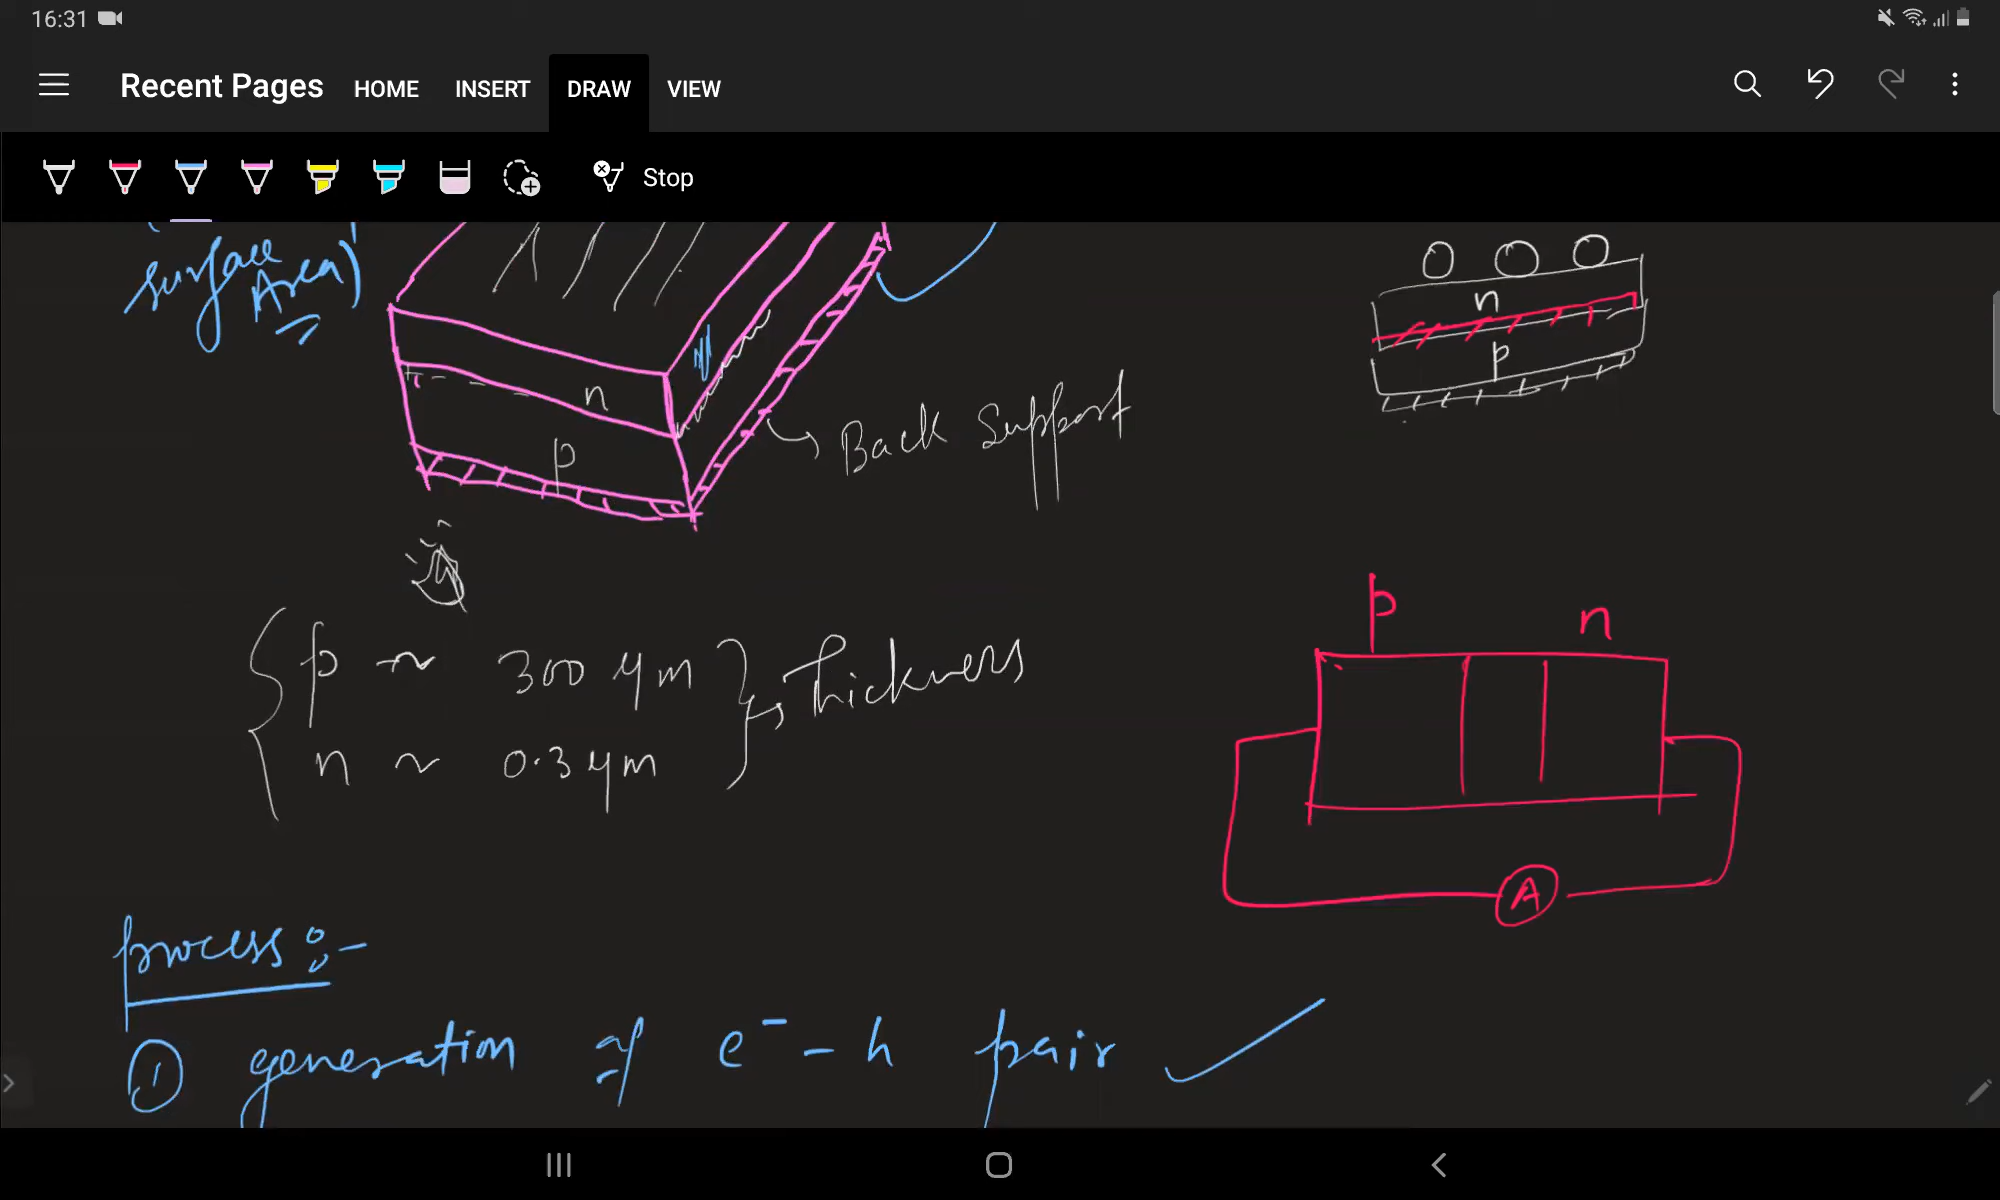 16:31
Recent Pages HOME INSERT DRAW VIEW
Stop
surface
Area)
n
p
n
p
Back Support
p ~ 300 μm
n ~ 0.3 μm
thickness
p n
A
process :-
① generation of e⁻ - h pair